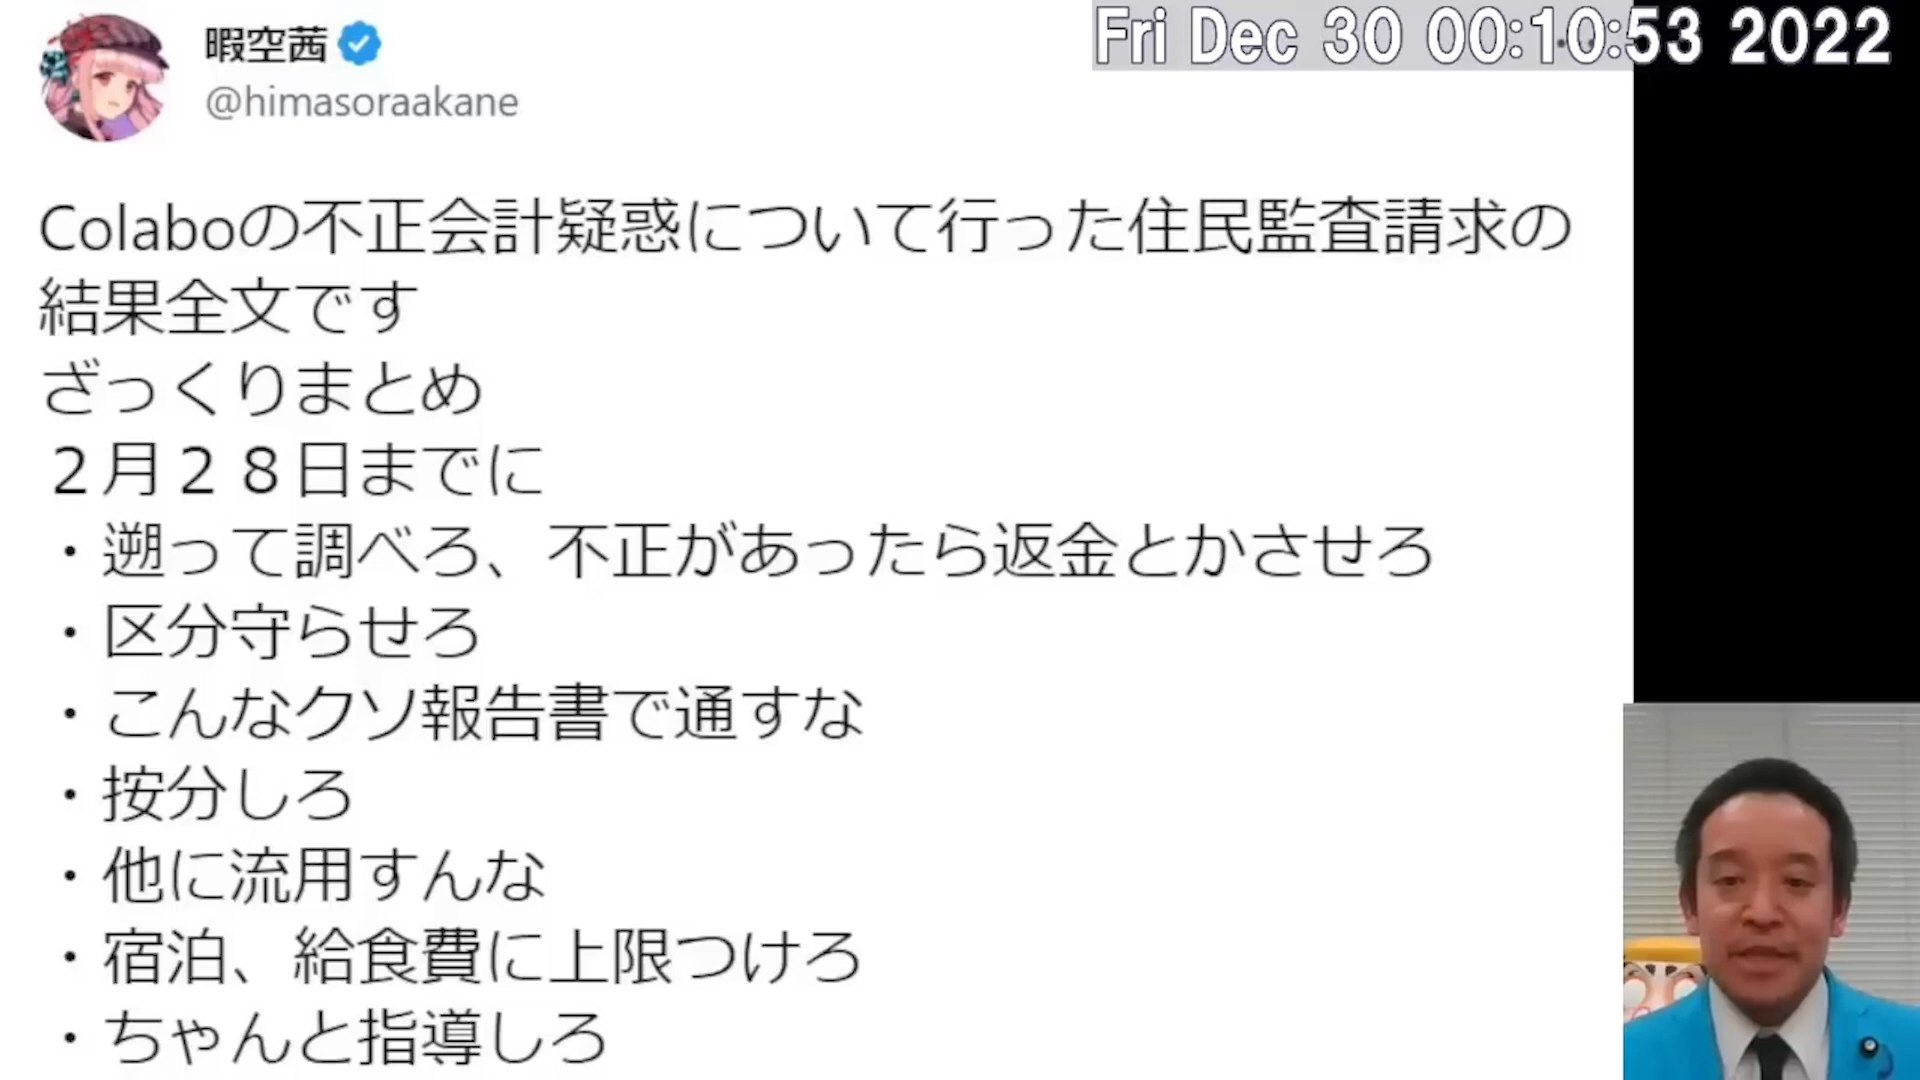 暇空茜
Fri Dec 30 00:10:53 2022
@himasoraakane
Colaboの不正会計疑惑について行った住民監査請求の
結果全文です
ざっくりまとめ
２月２８日までに
・遡って調べろ、不正があったら返金とかさせろ
・区分守らせろ
・こんなクソ報告書で通すな
・按分しろ
・他に流用すんな
・宿泊、給食費に上限つけろ
・ちゃんと指導しろ